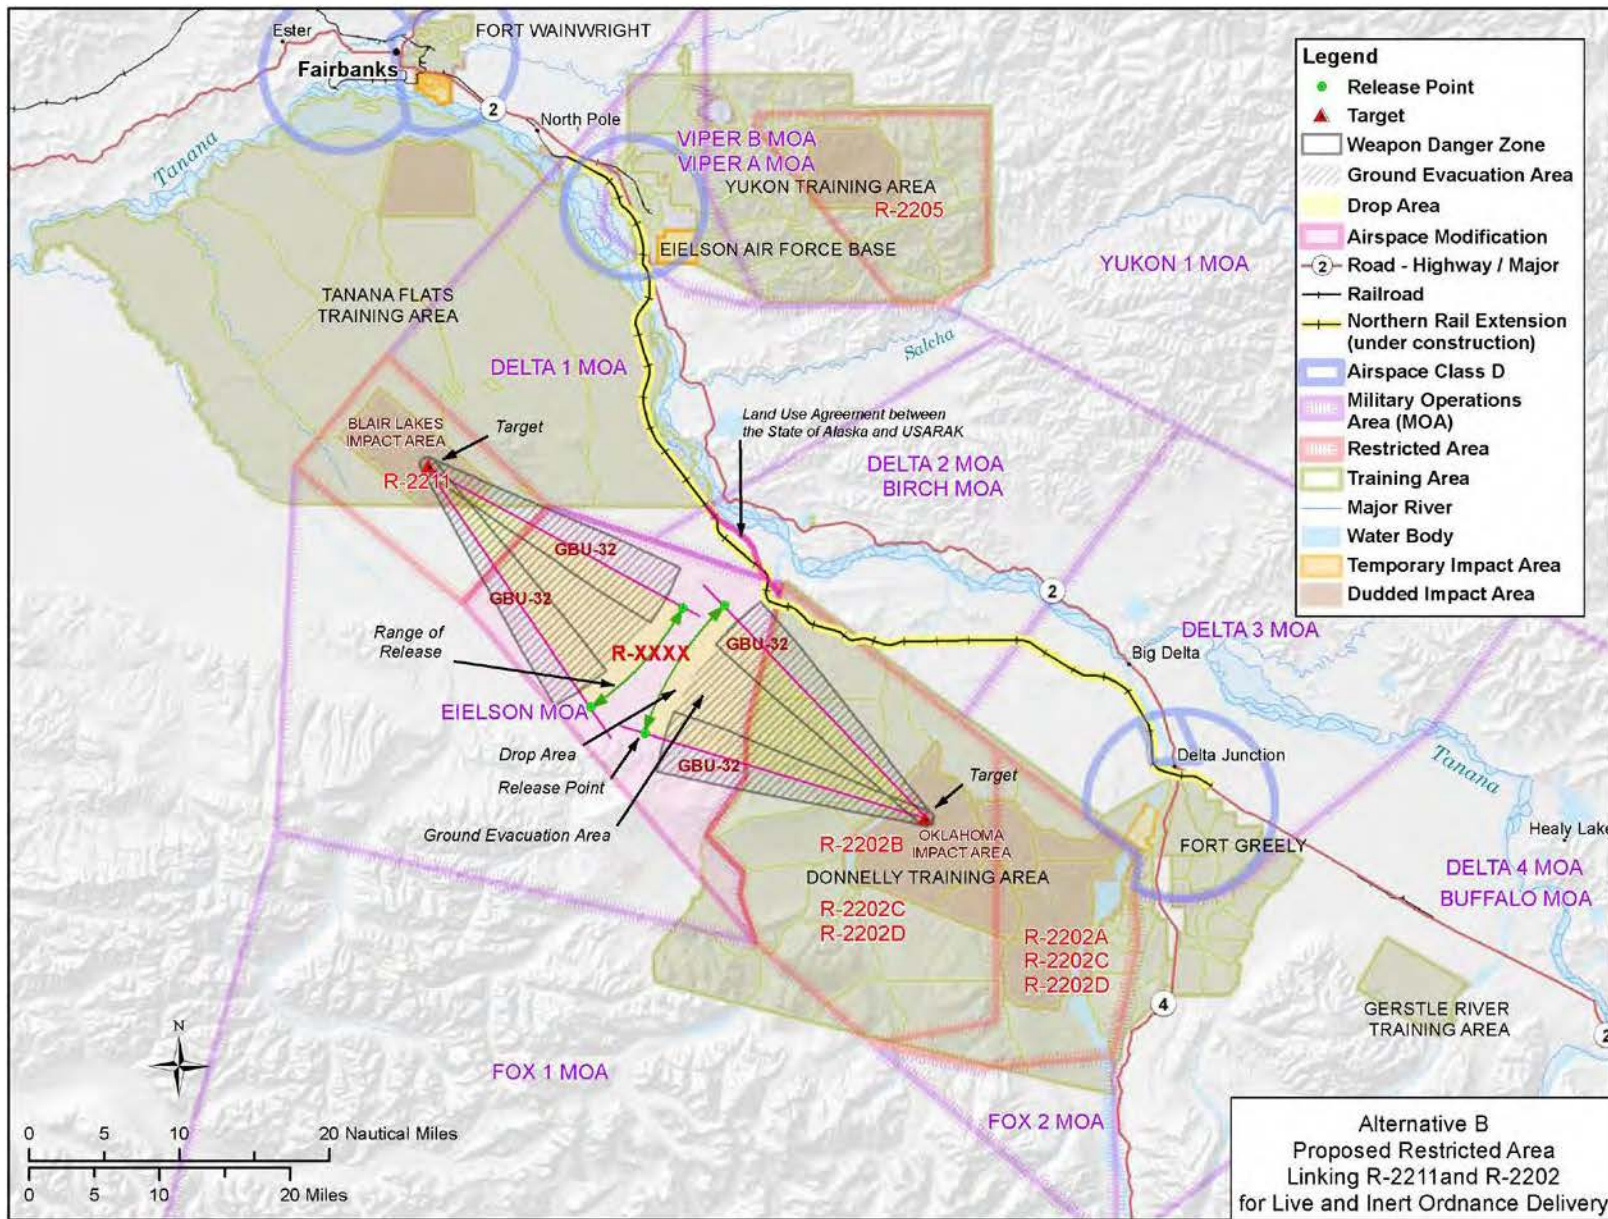 Ester
FORT WAINWRIGHT
Fairbanks
2
North Pole
Tanana
VIPER B MOA
VIPER A MOA
YUKON TRAINING AREA
R-2205
EIELSON AIR FORCE BASE
YUKON 1 MOA
TANANA FLATS
TRAINING AREA
Salcha
DELTA 1 MOA
BLAIR LAKES
IMPACT AREA
Target
R-2211
Land Use Agreement between
the State of Alaska and USARAK
DELTA 2 MOA
BIRCH MOA
GBU-32
GBU-32
2
Range of
Release
R-XXXX
GBU-32
DELTA 3 MOA
Big Delta
EIELSON MOA
Drop Area
Release Point
GBU-32
Ground Evacuation Area
Target
Delta Junction
Tanana
R-2202B
OKLAHOMA
IMPACT AREA
FORT GREELY
Healy Lake
DONNELLY TRAINING AREA
DELTA 4 MOA
BUFFALO MOA
R-2202C
R-2202D
R-2202A
R-2202C
R-2202D
4
GERSTLE RIVER
TRAINING AREA
2
FOX 1 MOA
FOX 2 MOA
N
0 5 10 20 Nautical Miles
0 5 10 20 Miles
Legend
Release Point
Target
Weapon Danger Zone
Ground Evacuation Area
Drop Area
Airspace Modification
2 Road - Highway / Major
Railroad
Northern Rail Extension
(under construction)
Airspace Class D
Military Operations
Area (MOA)
Restricted Area
Training Area
Major River
Water Body
Temporary Impact Area
Dudded Impact Area
Alternative B
Proposed Restricted Area
Linking R-2211and R-2202
for Live and Inert Ordnance Delivery